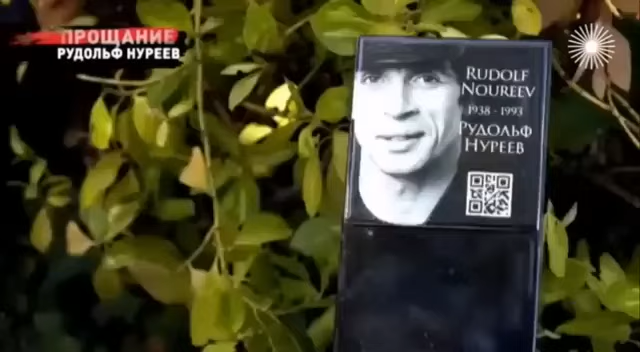 ПРОЩАНИЕ
РУДОЛЬФ НУРЕЕВ
RUDOLF
NOUREEV
1938 - 1993
РУДОЛЬФ
НУРЕЕВ